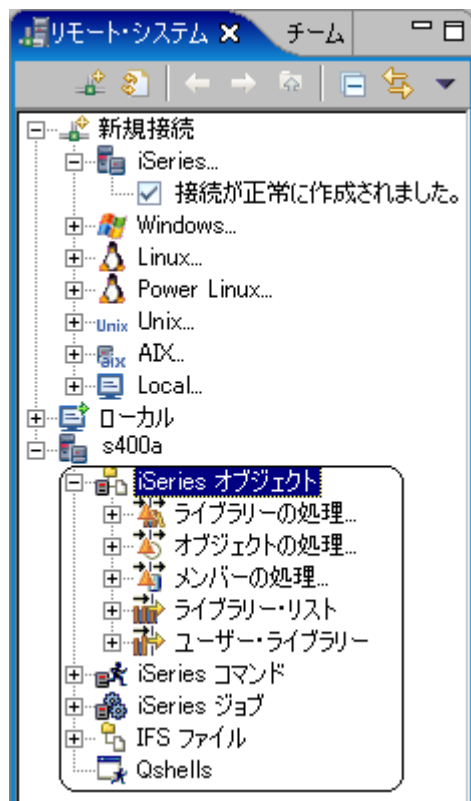 リモート・システム チーム
新規接続
iSeries...
接続が正常に作成されました。
Windows...
Linux...
Power Linux...
Unix Unix...
aix AIX...
Local...
ローカル
s400a
iSeries オブジェクト
ライブラリーの処理...
オブジェクトの処理...
メンバーの処理...
ライブラリー・リスト
ユーザー・ライブラリー
iSeries コマンド
iSeries ジョブ
IFS ファイル
Qshells